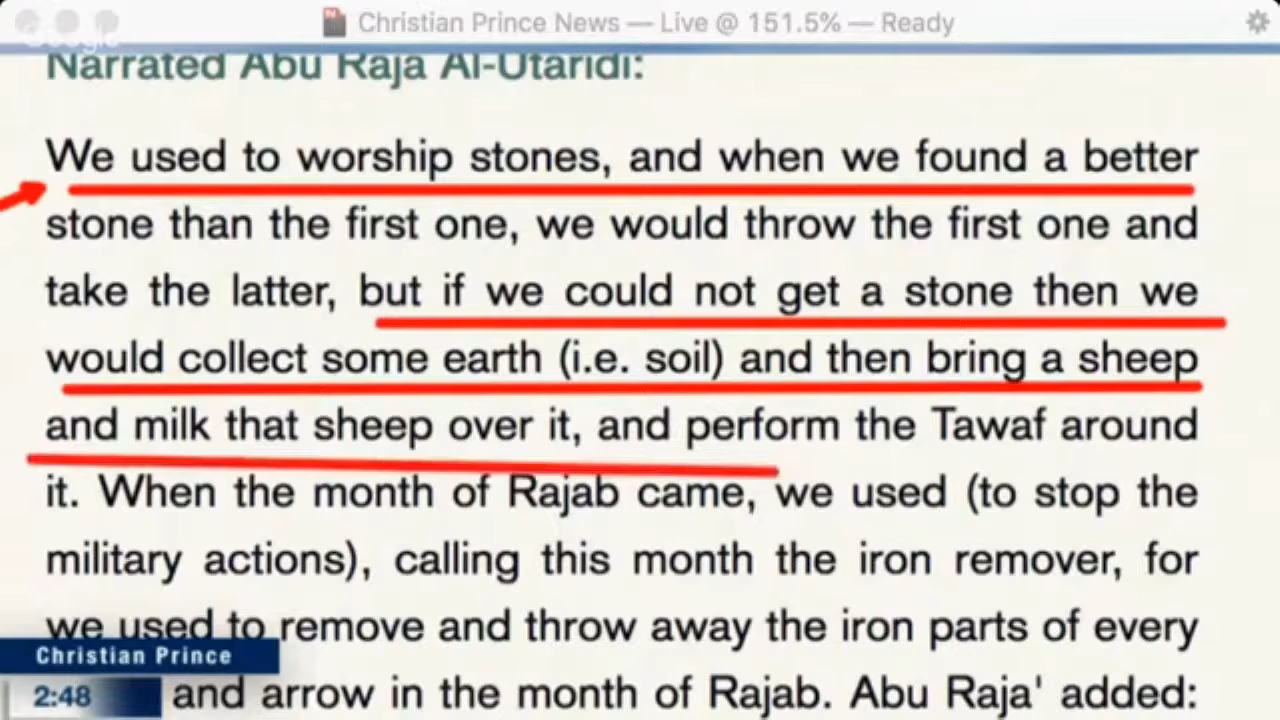 Christian Prince News — Live @ 151.5% — Ready
Google
Narrated Abu Raja Al-Utaridi:
We used to worship stones, and when we found a better
stone than the first one, we would throw the first one and
take the latter, but if we could not get a stone then we
would collect some earth (i.e. soil) and then bring a sheep
and milk that sheep over it, and perform the Tawaf around
it. When the month of Rajab came, we used (to stop the
military actions), calling this month the iron remover, for
we used to remove and throw away the iron parts of every
and arrow in the month of Rajab. Abu Raja' added:
Christian Prince
2:48